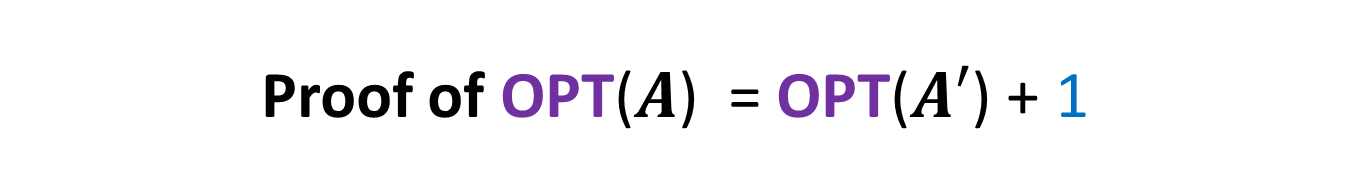 Proof of OPT(A) = OPT(A′) + 1